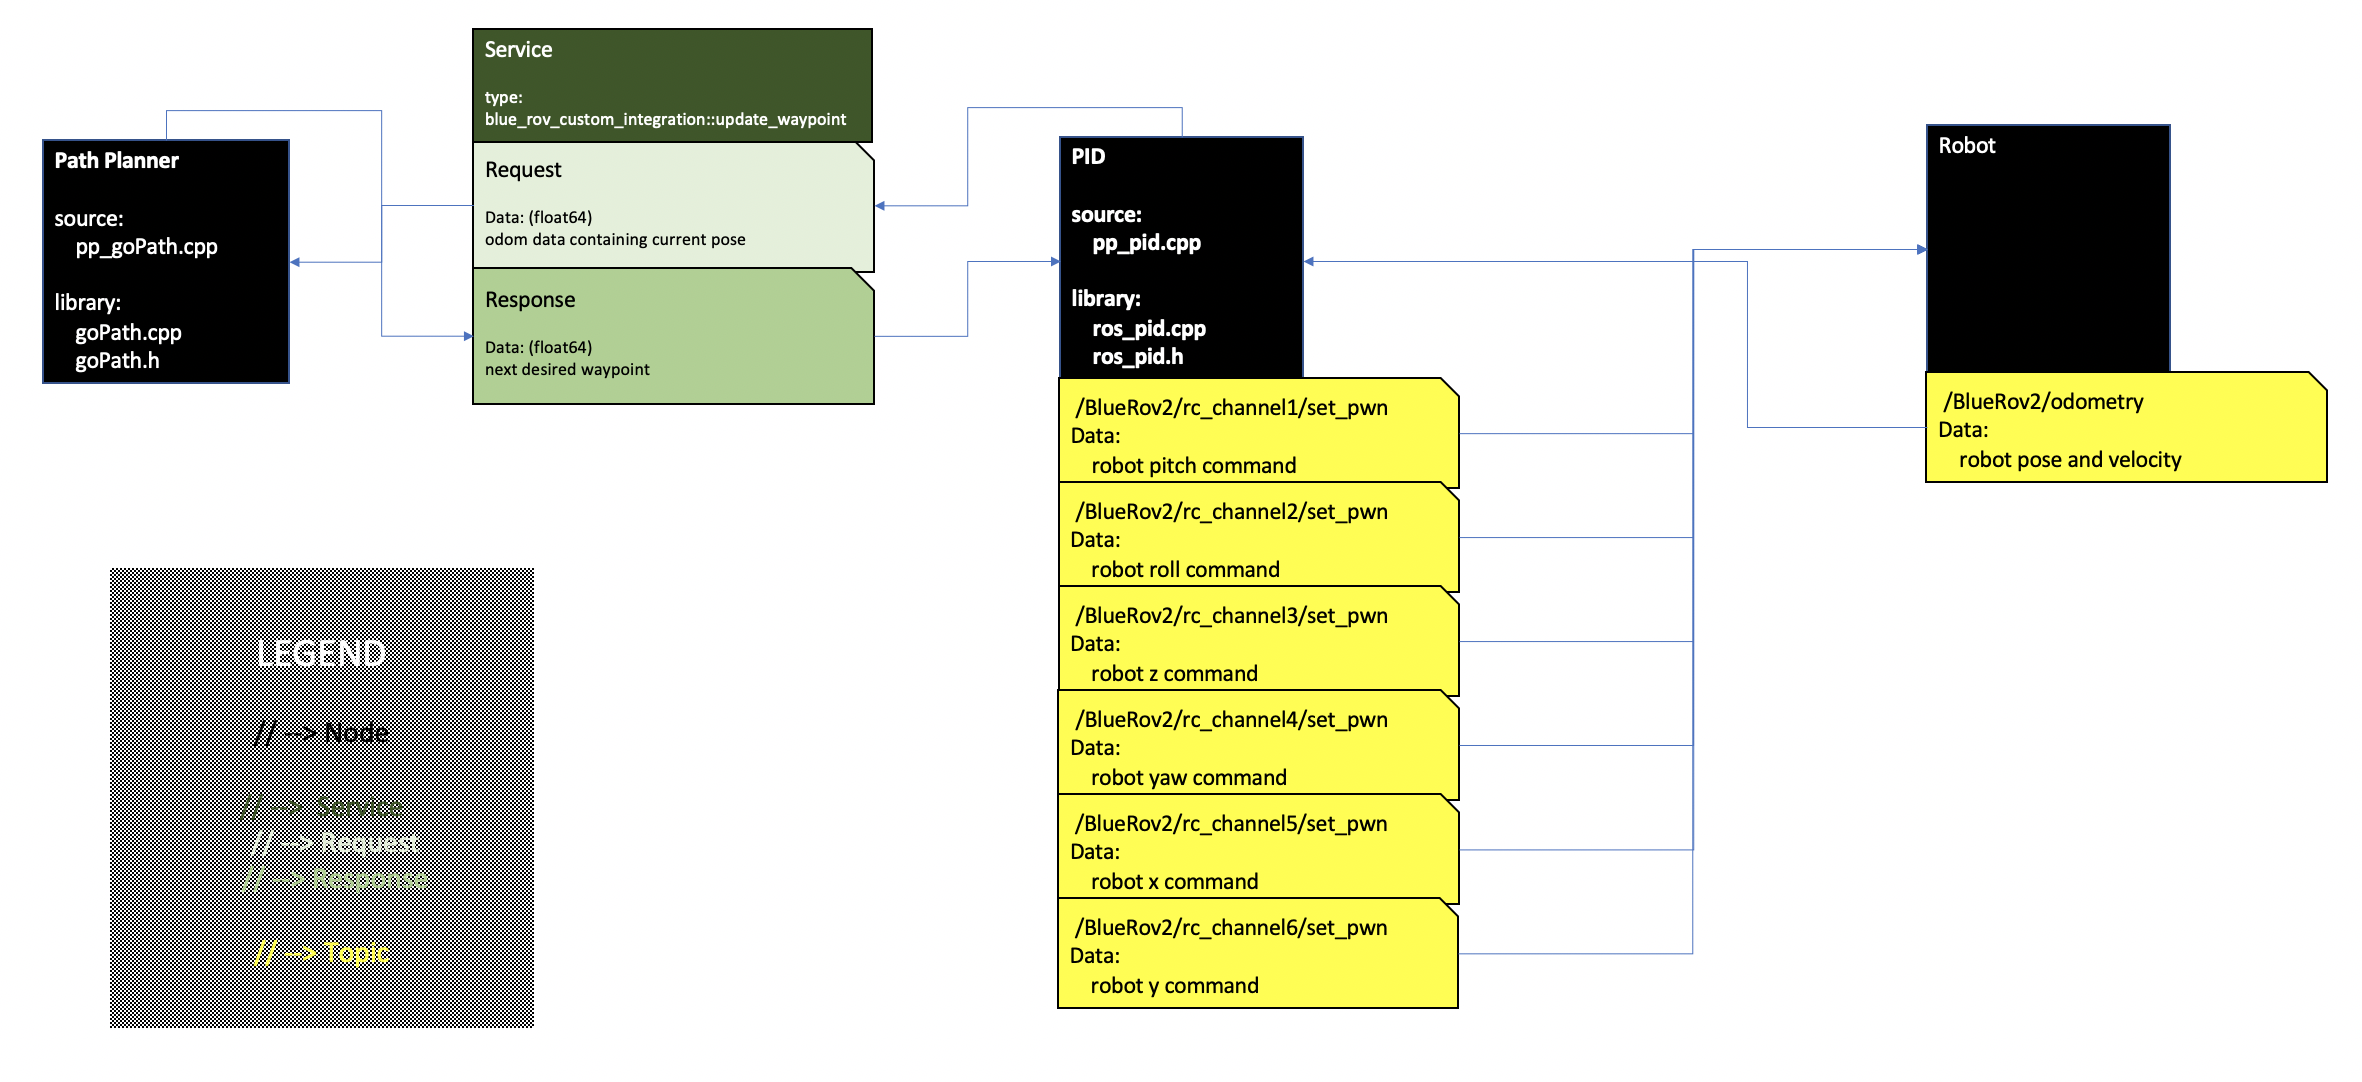 Service
type:
blue_rov_custom_integration::update_waypoint
Request
Data: (float64)
odom data containing current pose
Response
Data: (float64)
next desired waypoint
Path Planner
source:
pp_goPath.cpp
library:
goPath.cpp
goPath.h
PID
source:
pp_pid.cpp
library:
ros_pid.cpp
ros_pid.h
/BlueRov2/rc_channel1/set_pwn
Data:
robot pitch command
/BlueRov2/rc_channel2/set_pwn
Data:
robot roll command
/BlueRov2/rc_channel3/set_pwn
Data:
robot z command
/BlueRov2/rc_channel4/set_pwn
Data:
robot yaw command
/BlueRov2/rc_channel5/set_pwn
Data:
robot x command
/BlueRov2/rc_channel6/set_pwn
Data:
robot y command
Robot
/BlueRov2/odometry
Data:
robot pose and velocity
LEGEND
// --> Node
// --> Service
// --> Request
// --> Response
// --> Topic